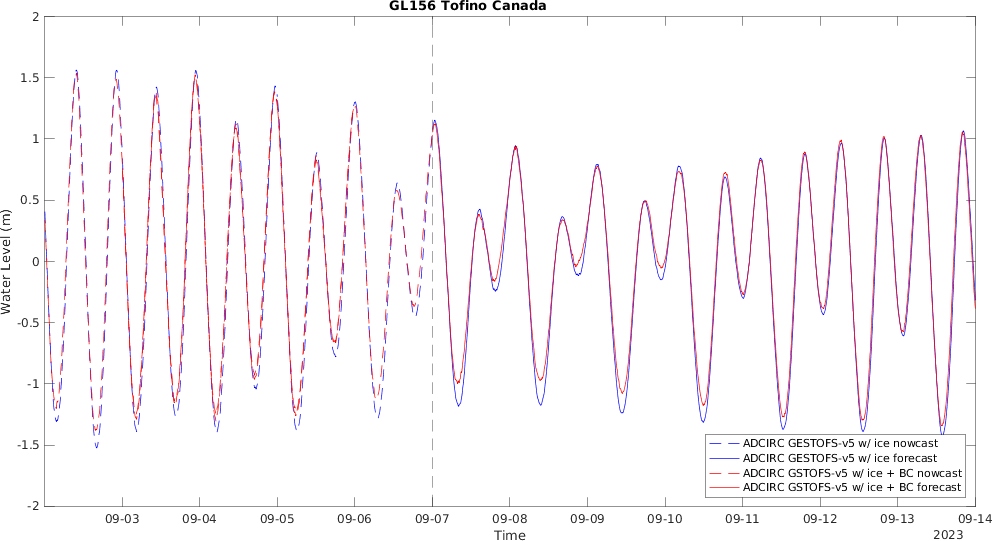 GL156 Tofino Canada
2
1.5
1
0.5
0
-0.5
-1
-1.5
-2
Water Level (m)
ADCIRC GESTOFS-v5 w/ ice nowcast
ADCIRC GESTOFS-v5 w/ ice forecast
ADCIRC GSTOFS-v5 w/ ice + BC nowcast
ADCIRC GSTOFS-v5 w/ ice + BC forecast
09-03 09-04 09-05 09-06 09-07 09-08 09-09 09-10 09-11 09-12 09-13 09-14
Time
2023